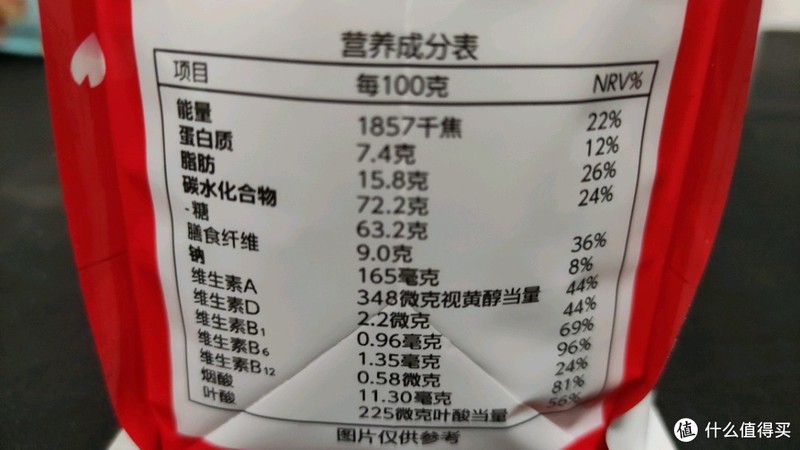 营养成分表
项目 每100克 NRV%
能量 1857千焦 22%
蛋白质 7.4克 12%
脂肪 15.8克 26%
碳水化合物 72.2克 24%
-糖 63.2克
膳食纤维 9.0克 36%
钠 165毫克 8%
维生素A 348微克视黄醇当量 44%
维生素D 2.2微克 44%
维生素B1 0.96毫克 69%
维生素B6 1.35毫克 96%
维生素B12 0.58微克 24%
烟酸 11.30毫克 81%
叶酸 225微克叶酸当量 56%
图片仅供参考
值 什么值得买